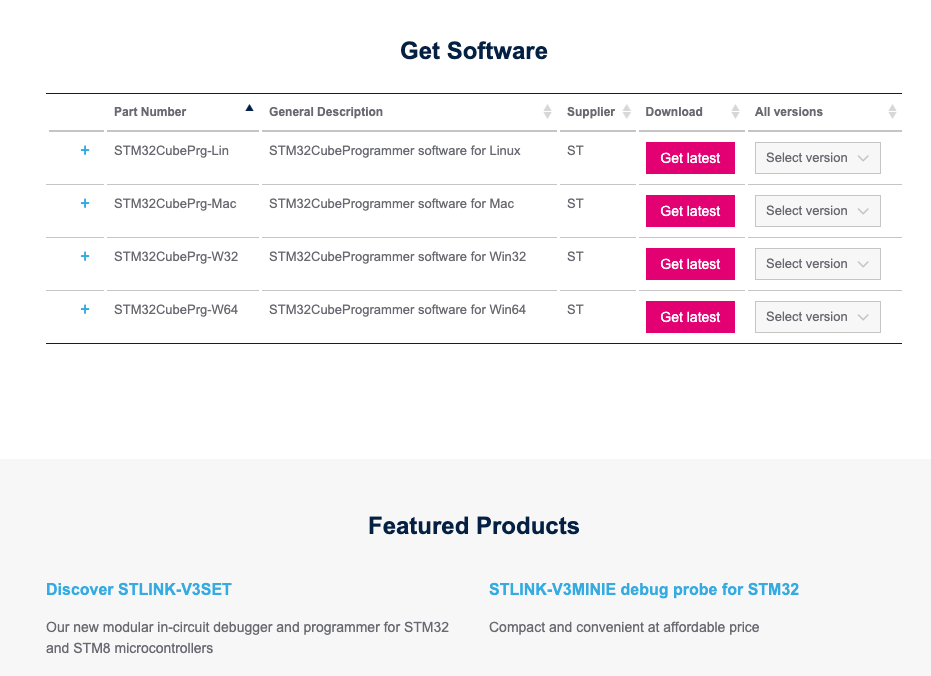 Get Software
Part Number General Description Supplier Download All versions
+ STM32CubePrg-Lin STM32CubeProgrammer software for Linux ST Get latest Select version
+ STM32CubePrg-Mac STM32CubeProgrammer software for Mac ST Get latest Select version
+ STM32CubePrg-W32 STM32CubeProgrammer software for Win32 ST Get latest Select version
+ STM32CubePrg-W64 STM32CubeProgrammer software for Win64 ST Get latest Select version
Featured Products
Discover STLINK-V3SET
Our new modular in-circuit debugger and programmer for STM32
and STM8 microcontrollers
STLINK-V3MINIE debug probe for STM32
Compact and convenient at affordable price